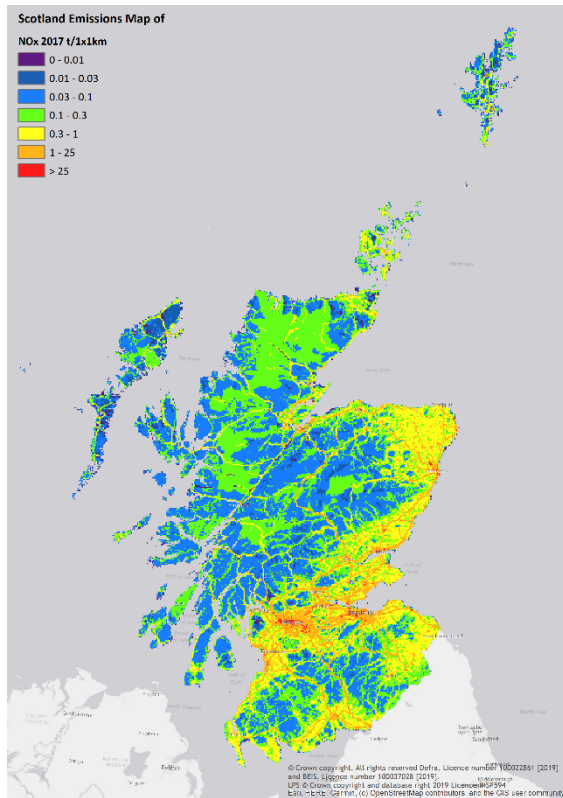 Scotland Emissions Map of
NOx 2017 t/1x1km
0 - 0.01
0.01 - 0.03
0.03 - 0.1
0.1 - 0.3
0.3 - 1
1 - 25
> 25
© Crown copyright. All rights reserved Defra, Licence number 100022861 [2019]
and BEIS, Licence number 100037028 [2019].
LPS © Crown copyright and database right 2019 Licence INSP594
Esri, HERE, Garmin, (c) OpenStreetMap contributors, and the GIS user community